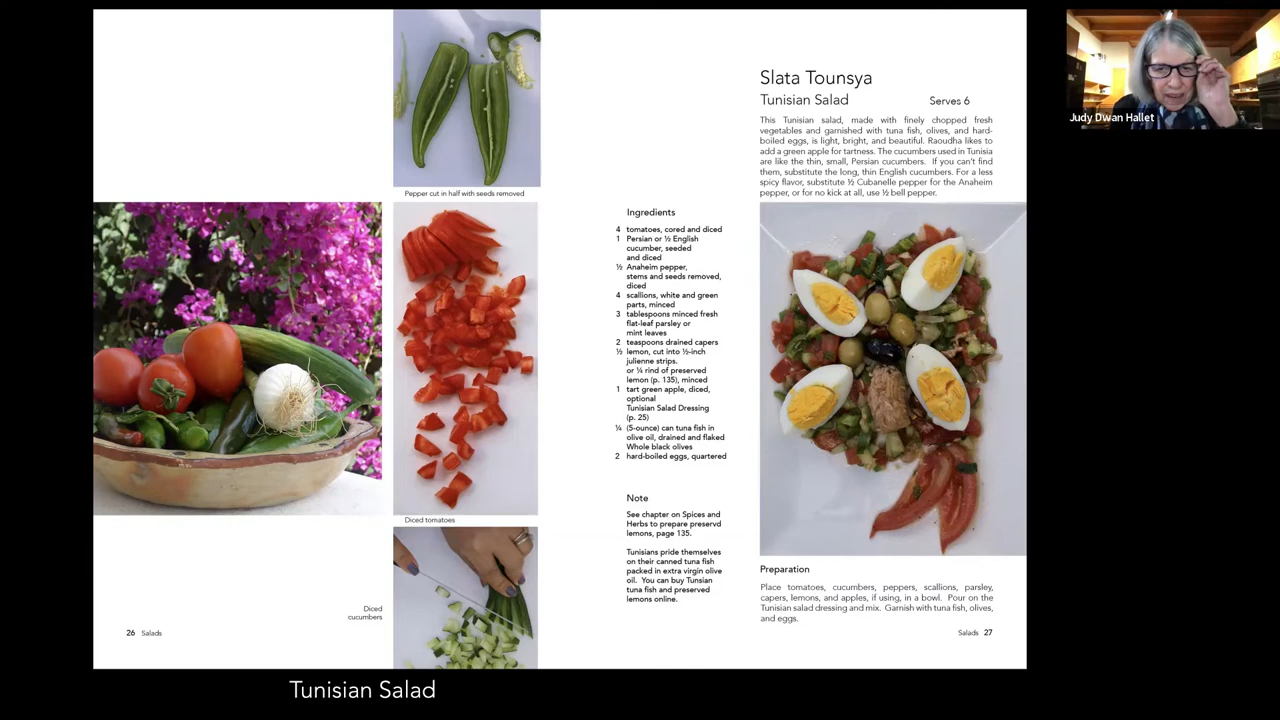 Pepper cut in half with seeds removed
Diced tomatoes
Diced
cucumbers
26 Salads
Slata Tounsya
Tunisian Salad
Serves 6
This Tunisian salad, made with finely chopped fresh
vegetables and garnished with tuna fish, olives, and hard-
boiled eggs, is light, bright, and beautiful. Raoudha likes to
add a green apple for tartness. The cucumbers used in Tunisia
are like the thin, small, Persian cucumbers. If you can't find
them, substitute the long, thin English cucumbers. For a less
spicy flavor, substitute ½ Cubanelle pepper for the Anaheim
pepper, or for no kick at all, use ½ bell pepper.
Ingredients
4 tomatoes, cored and diced
1 Persian or ½ English
cucumber, seeded
and diced
½ Anaheim pepper,
stems and seeds removed,
diced
4 scallions, white and green
parts, minced
3 tablespoons minced fresh
flat-leaf parsley or
mint leaves
2 teaspoons drained capers
½ lemon, cut into ½-inch
julienne strips.
or ¼ rind of preserved
lemon (p. 135), minced
1 tart green apple, diced,
optional
Tunisian Salad Dressing
(p. 25)
¼ (5-ounce) can tuna fish in
olive oil, drained and flaked
Whole black olives
2 hard-boiled eggs, quartered
Note
See chapter on Spices and
Herbs to prepare preservd
lemons, page 135.
Tunisians pride themselves
on their canned tuna fish
packed in extra virgin olive
oil. You can buy Tunsian
tuna fish and preserved
lemons online.
Preparation
Place tomatoes, cucumbers, peppers, scallions, parsley,
capers, lemons, and apples, if using, in a bowl. Pour on the
Tunisian salad dressing and mix. Garnish with tuna fish, olives,
and eggs.
Salads 27
Tunisian Salad
Judy Dwan Hallet